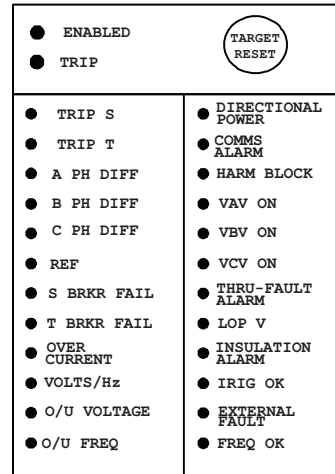 ENABLED
TRIP
TARGET
RESET
TRIP S
TRIP T
A PH DIFF
B PH DIFF
C PH DIFF
REF
S BRKR FAIL
T BRKR FAIL
OVER
CURRENT
VOLTS/Hz
O/U VOLTAGE
O/U FREQ
DIRECTIONAL
POWER
COMMS
ALARM
HARM BLOCK
VAV ON
VBV ON
VCV ON
THRU-FAULT
ALARM
LOP V
INSULATION
ALARM
IRIG OK
EXTERNAL
FAULT
FREQ OK